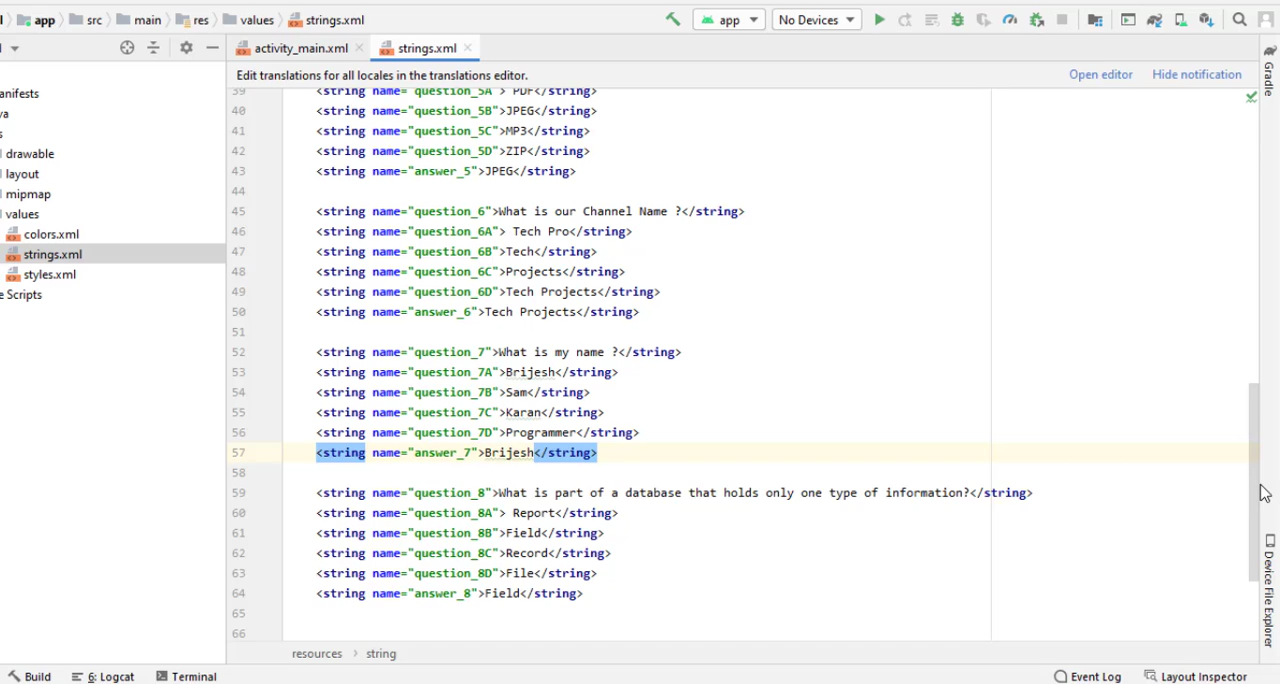 app src main res values strings.xml app No Devices
activity_main.xml strings.xml
Edit translations for all locales in the translations editor. Open editor Hide notification
anifests
va
s
drawable
layout
mipmap
values
colors.xml
strings.xml
styles.xml
e Scripts
39 <string name="question_5A"> PDF</string>
40 <string name="question_5B">JPEG</string>
41 <string name="question_5C">MP3</string>
42 <string name="question_5D">ZIP</string>
43 <string name="answer_5">JPEG</string>
44
45 <string name="question_6">What is our Channel Name ?</string>
46 <string name="question_6A"> Tech Pro</string>
47 <string name="question_6B">Tech</string>
48 <string name="question_6C">Projects</string>
49 <string name="question_6D">Tech Projects</string>
50 <string name="answer_6">Tech Projects</string>
51
52 <string name="question_7">What is my name ?</string>
53 <string name="question_7A">Brijesh</string>
54 <string name="question_7B">Sam</string>
55 <string name="question_7C">Karan</string>
56 <string name="question_7D">Programmer</string>
57 <string name="answer_7">Brijesh</string>
58
59 <string name="question_8">What is part of a database that holds only one type of information?</string>
60 <string name="question_8A"> Report</string>
61 <string name="question_8B">Field</string>
62 <string name="question_8C">Record</string>
63 <string name="question_8D">File</string>
64 <string name="answer_8">Field</string>
65
66
resources string
Gradle
Device File Explorer
Build 6: Logcat Terminal Event Log Layout Inspector